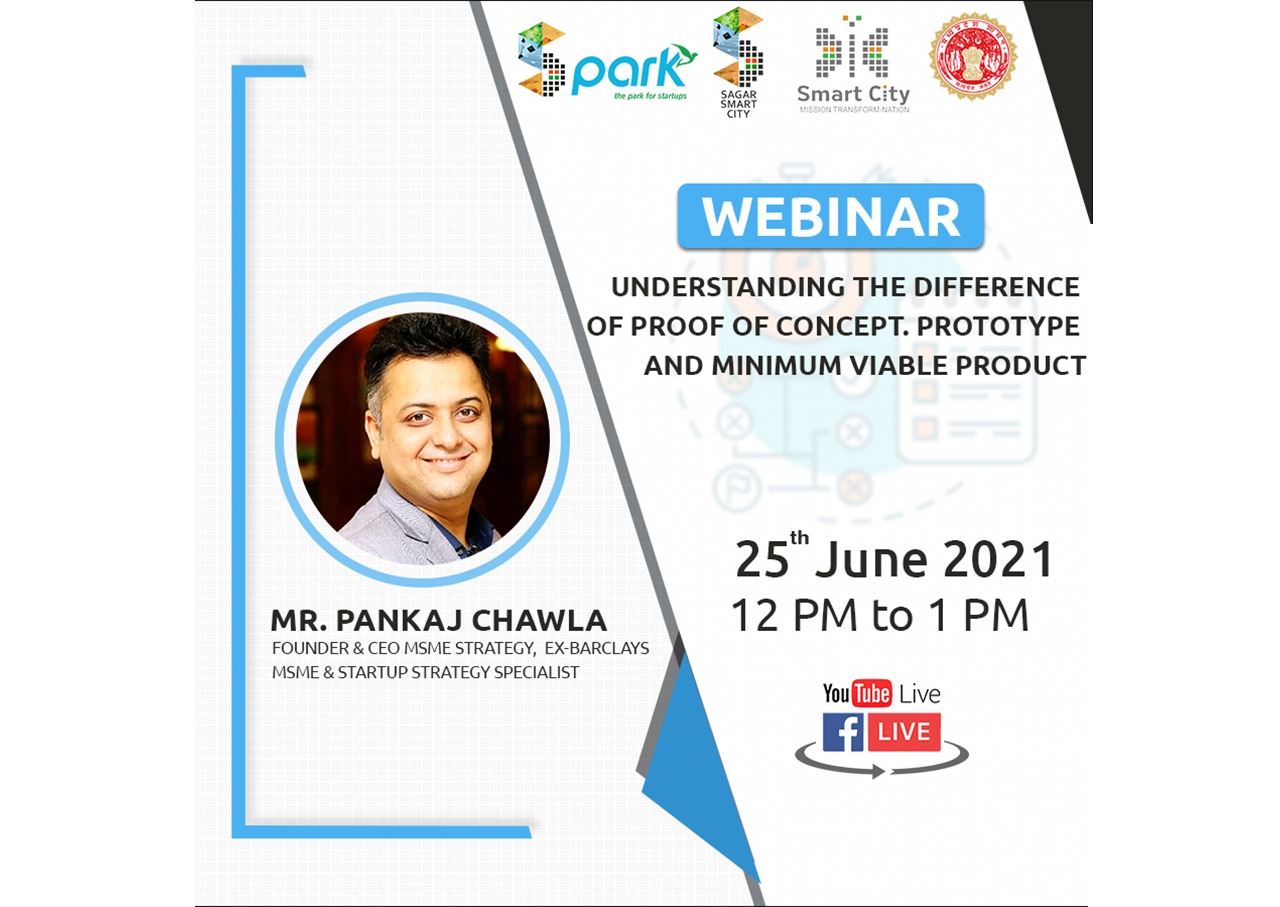 Spark
the park for startups
SAGAR
SMART
CITY
Smart City
MISSION TRANSFORM-NATION
WEBINAR
UNDERSTANDING THE DIFFERENCE
OF PROOF OF CONCEPT. PROTOTYPE
AND MINIMUM VIABLE PRODUCT
MR. PANKAJ CHAWLA
FOUNDER & CEO MSME STRATEGY, EX-BARCLAYS
MSME & STARTUP STRATEGY SPECIALIST
25th June 2021
12 PM to 1 PM
YouTube Live
f LIVE